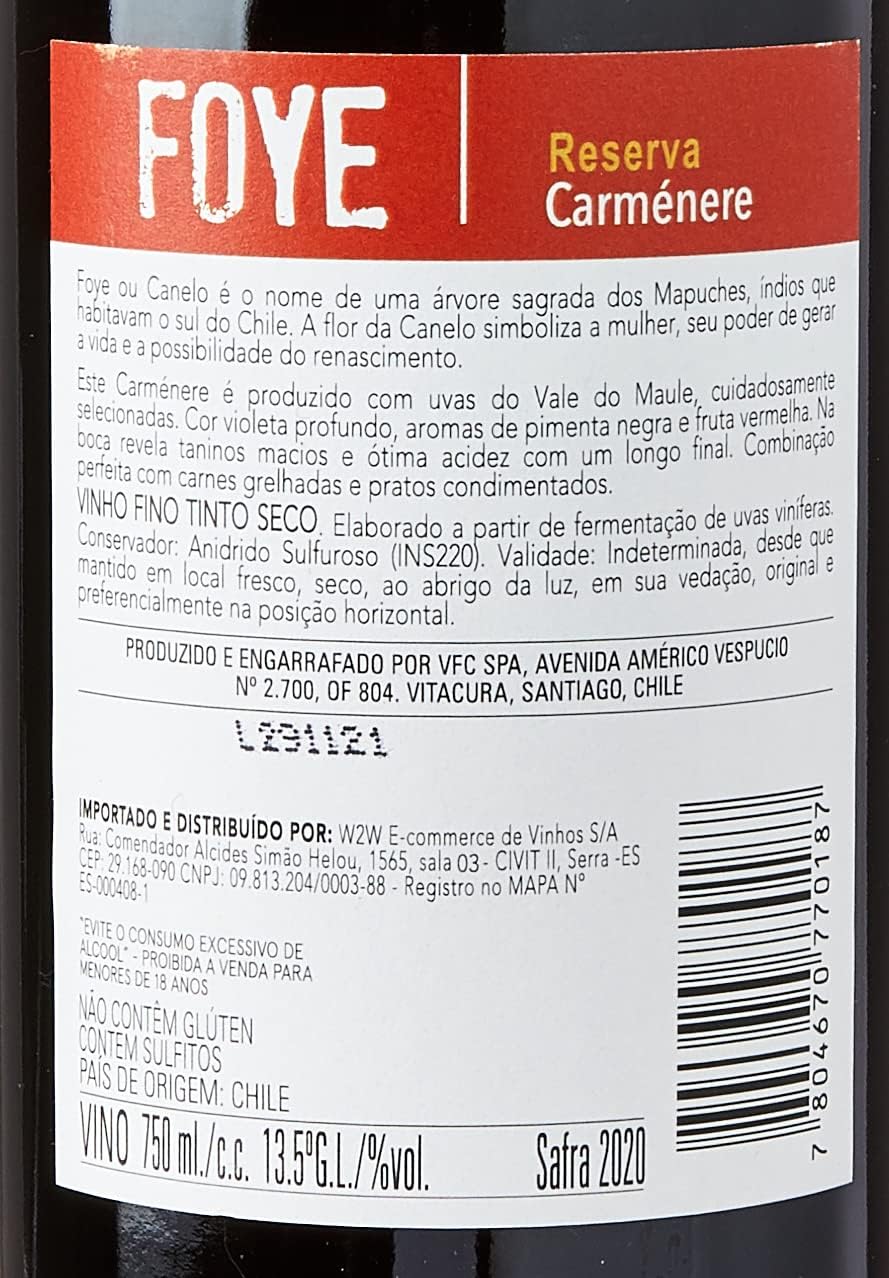 FOYE
Reserva
Carménere
Foye ou Canelo é o nome de uma árvore sagrada dos Mapuches, índios que
habitavam o sul do Chile. A flor da Canelo simboliza a mulher, seu poder de gerar
a vida e a possibilidade do renascimento.
Este Carménere é produzido com uvas do Vale do Maule, cuidadosamente
selecionadas. Cor violeta profundo, aromas de pimenta negra e fruta vermelha. Na
boca revela taninos macios e ótima acidez com um longo final. Combinação
perfeita com carnes grelhadas e pratos condimentados.
VINHO FINO TINTO SECO. Elaborado a partir de fermentação de uvas viníferas.
Conservador: Anidrido Sulfuroso (INS220). Validade: Indeterminada, desde que
mantido em local fresco, seco, ao abrigo da luz, em sua vedação, original e
preferencialmente na posição horizontal.
PRODUZIDO E ENGARRAFADO POR VFC SPA, AVENIDA AMÉRICO VESPUCIO
Nº 2.700, OF 804. VITACURA, SANTIAGO, CHILE
L291121
IMPORTADO E DISTRIBUÍDO POR: W2W E-commerce de Vinhos S/A
Rua: Comendador Alcides Simão Helou, 1565, sala 03 - CIVIT II, Serra -ES
CEP: 29.168-090 CNPJ: 09.813.204/0003-88 - Registro no MAPA Nº
ES-000408-1
"EVITE O CONSUMO EXCESSIVO DE
ÁLCOOL" - PROIBIDA A VENDA PARA
MENORES DE 18 ANOS
NÃO CONTÊM GLÚTEN
CONTEM SULFITOS
PAÍS DE ORIGEM: CHILE
VINO 750 ml./c.c. 13.5ºG.L./%vol.
Safra 2020
7 804670 770187